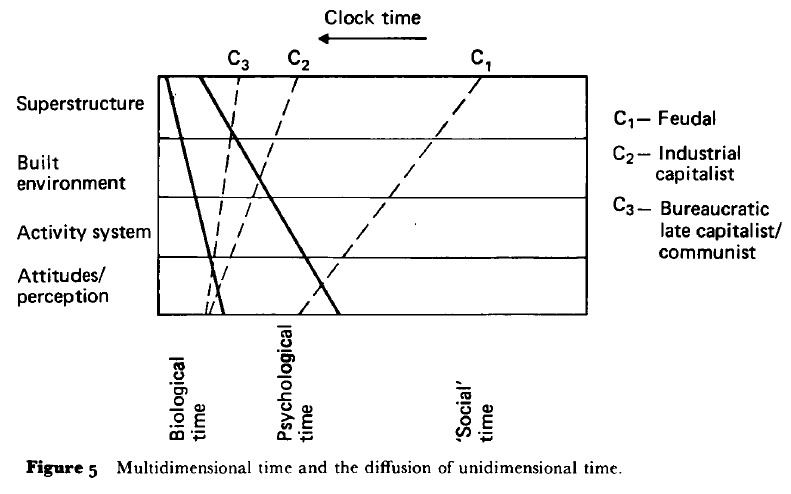 Clock time
C3 C2 C1
Superstructure
Built
environment
Activity system
Attitudes/
perception
C1— Feudal
C2— Industrial
capitalist
C3— Bureaucratic
late capitalist/
communist
Biological
time
Psychological
time
'Social'
time
Figure 5 Multidimensional time and the diffusion of unidimensional time.